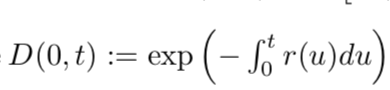 D(0, t) := exp(−∫₀ᵗ r(u)du)